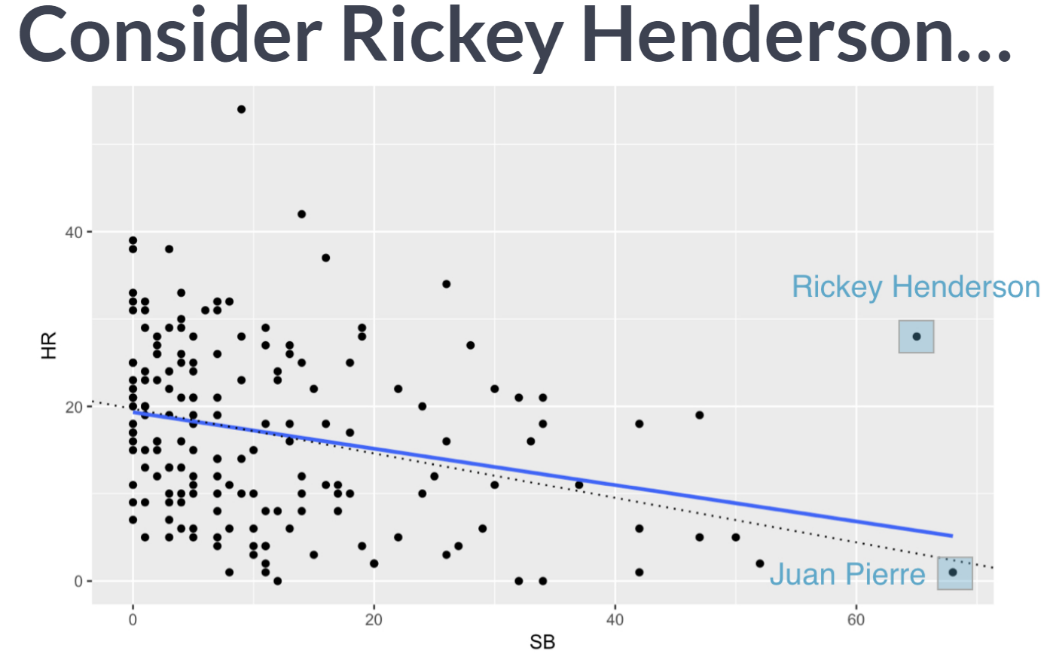 Consider Rickey Henderson...
HR
40
20
0
Rickey Henderson
Juan Pierre
0 20 40 60
SB